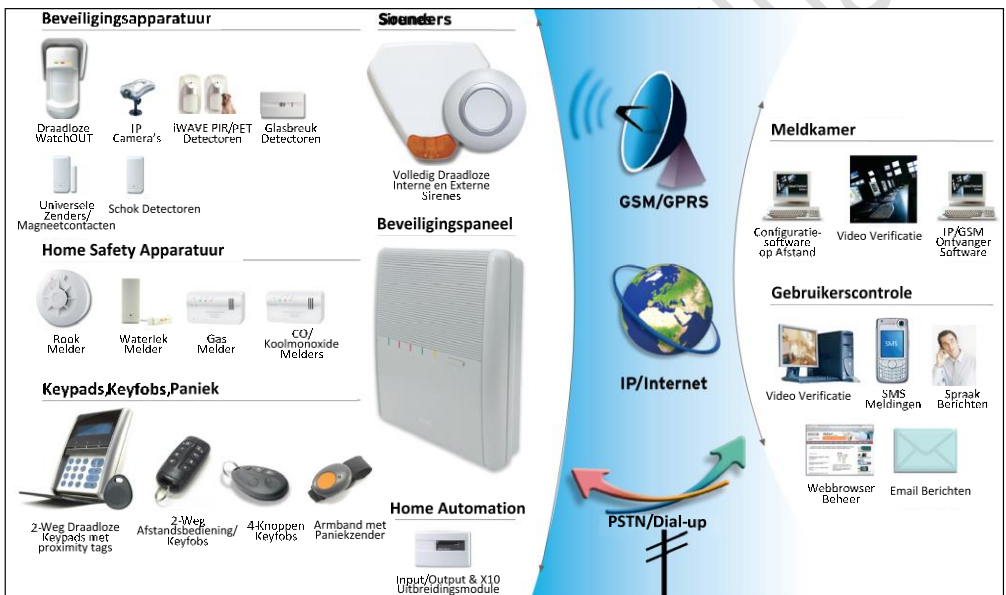 Beveiligingsapparatuur
Draadloze
WatchOUT
IP
Camera's
iWAVE PIR/PET
Detectoren
Glasbreuk
Detectoren
Universele
Zenders/
Magneetcontacten
Schok Detectoren
Home Safety Apparatuur
Rook
Melder
Waterlek
Melder
Gas
Melder
CO/
Koolmonoxide
Melders
Keypads,Keyfobs,Paniek
2-Weg Draadloze
Keypads met
proximity tags
2-Weg
Afstandsbediening/
Keyfobs
4-Knoppen
Keyfobs
Armband met
Paniekzender
Volledig Draadloze
Interne en Externe
Sirenes
Beveiligingspaneel
Home Automation
Input/Output & X10
Uitbreidingsmodule
GSM/GPRS
IP/Internet
PSTN/Dial-up
Meldkamer
Configuratie-
software
op Afstand
Video Verificatie
IP/GSM
Ontvanger
Software
Gebruikerscontrole
Video Verificatie
SMS
SMS
Meldingen
Spraak
Berichten
Webbrowser
Beheer
Email Berichten